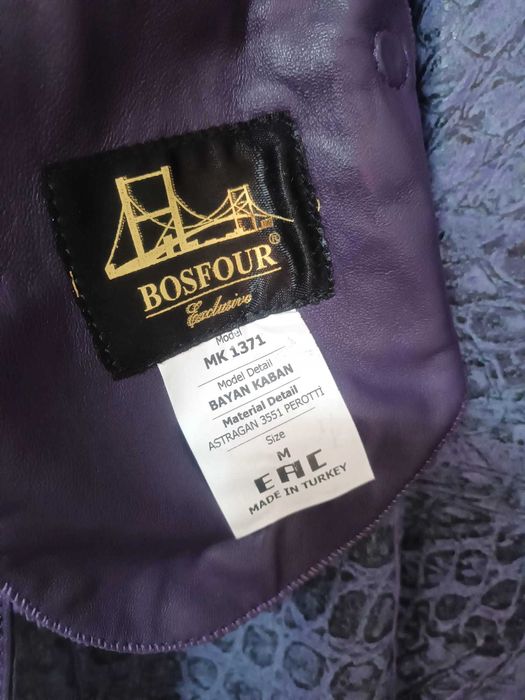 BOSFOUR®
Exclusive
Model
MK 1371
Model Detail
BAYAN KABAN
Material Detail
ASTRAGAN 3551 PEROTTİ
Size
M
EAC
MADE IN TURKEY